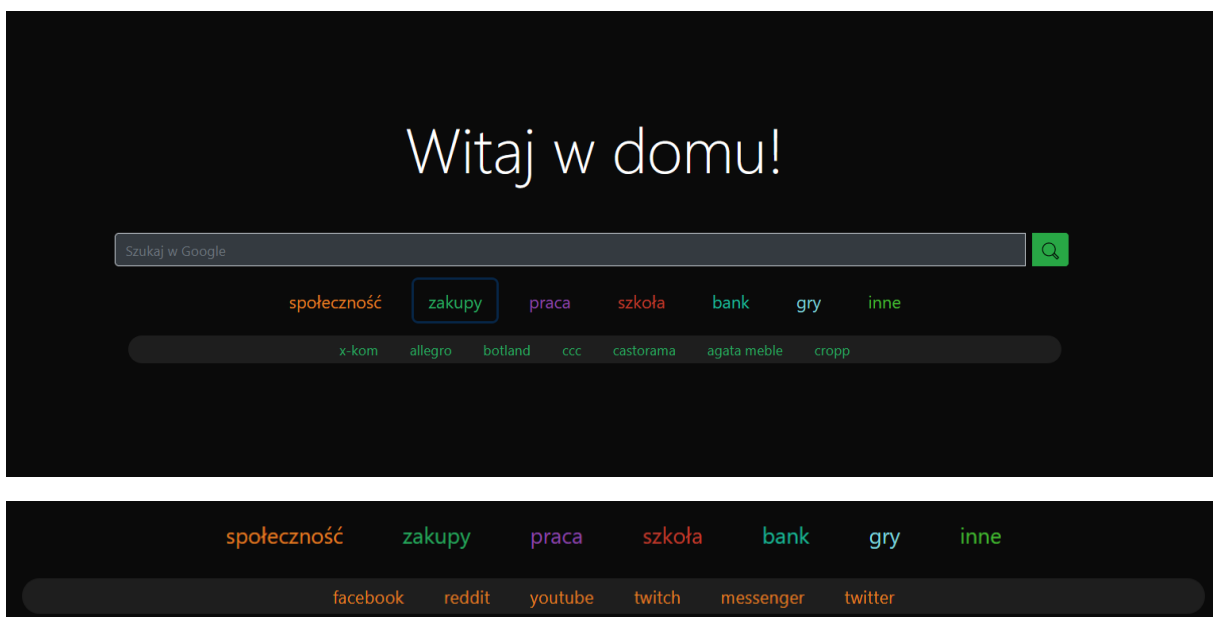 Witaj w domu!
Szukaj w Google
społeczność zakupy praca szkoła bank gry inne
x-kom allegro botland ccc castorama agata meble cropp
społeczność zakupy praca szkoła bank gry inne
facebook reddit youtube twitch messenger twitter